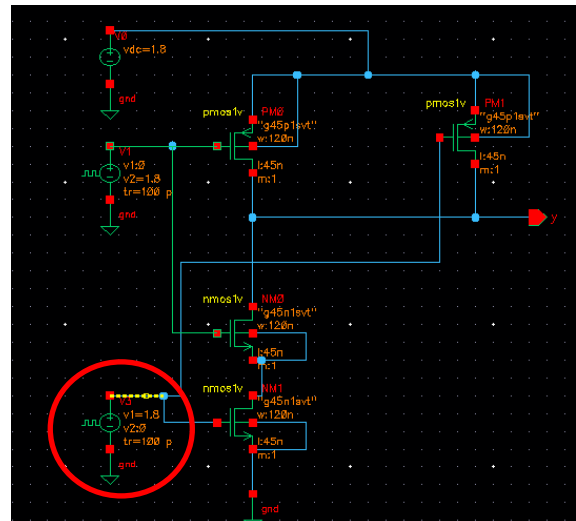 V0
vdc=1.8
gnd
pmos1v
PM0
"g45p1svt"
w:120n
l:45n
m:1
pmos1v
PM1
"g45p1svt"
w:120n
l:45n
m:1
V1
v1:0
v2=1.8
tr=100 p
gnd
y
nmos1v
NM0
"g45n1svt"
w:120n
l:45n
m:1
nmos1v
NM1
"g45n1svt"
w:120n
l:45n
m:1
v1=1.8
v2:0
tr=100 p
gnd
gnd